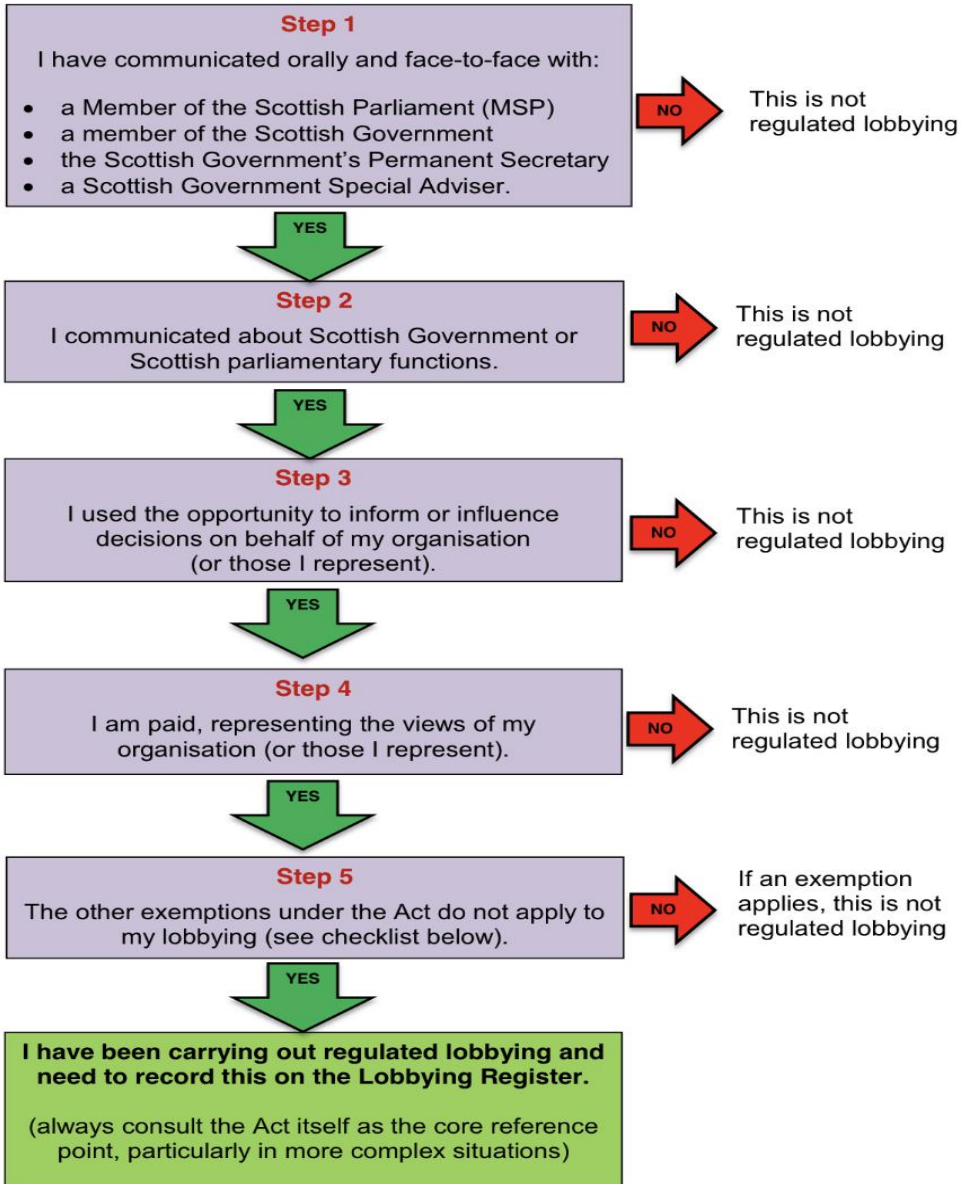 Step 1
I have communicated orally and face-to-face with:
• a Member of the Scottish Parliament (MSP)
• a member of the Scottish Government
• the Scottish Government’s Permanent Secretary
• a Scottish Government Special Adviser.
NO
This is not
regulated lobbying
YES
Step 2
I communicated about Scottish Government or
Scottish parliamentary functions.
NO
This is not
regulated lobbying
YES
Step 3
I used the opportunity to inform or influence
decisions on behalf of my organisation
(or those I represent).
NO
This is not
regulated lobbying
YES
Step 4
I am paid, representing the views of my
organisation (or those I represent).
NO
This is not
regulated lobbying
YES
Step 5
The other exemptions under the Act do not apply to
my lobbying (see checklist below).
NO
If an exemption
applies, this is not
regulated lobbying
YES
I have been carrying out regulated lobbying and
need to record this on the Lobbying Register.
(always consult the Act itself as the core reference
point, particularly in more complex situations)